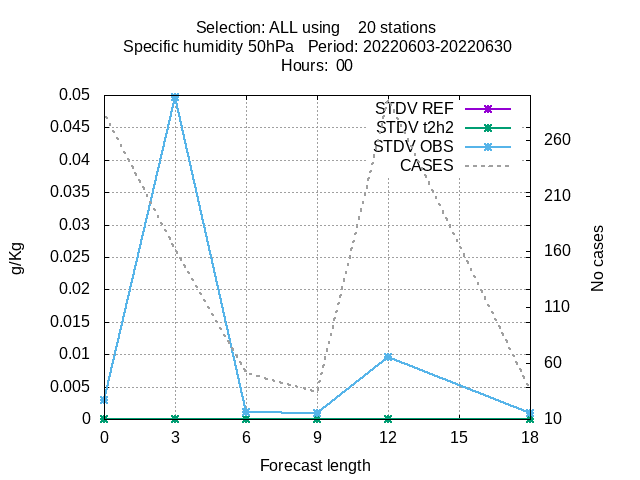 Selection: ALL using    20 stations
Specific humidity 50hPa   Period: 20220603-20220630
Hours:  00
STDV REF
STDV t2h2
STDV OBS
CASES
0.05
0.045
0.04
0.035
0.03
0.025
0.02
0.015
0.01
0.005
0
g/Kg
260
210
160
110
60
10
No cases
0 3 6 9 12 15 18
Forecast length